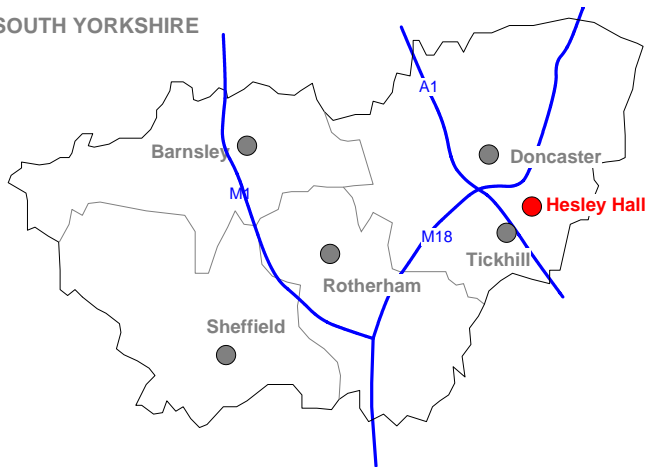 SOUTH YORKSHIRE
A1
Barnsley
Doncaster
M1
Hesley Hall
M18
Tickhill
Rotherham
Sheffield